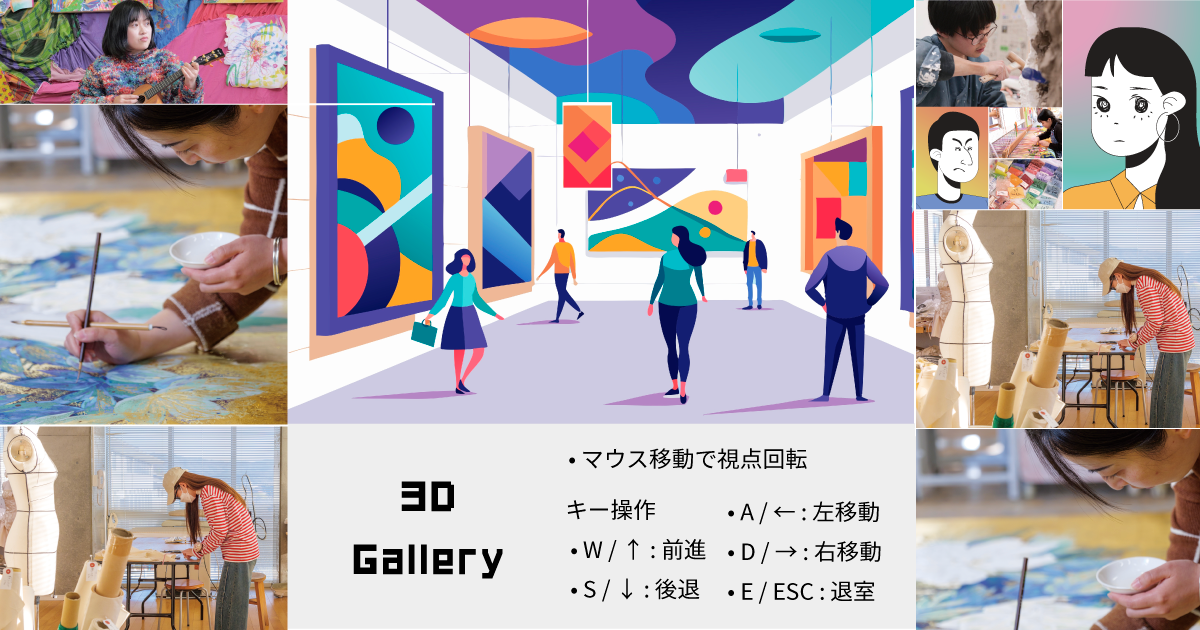 3D
Gallery
• マウス移動で視点回転
キー操作
• W / ↑ : 前進
• S / ↓ : 後退
• A / ← : 左移動
• D / → : 右移動
• E / ESC : 退室